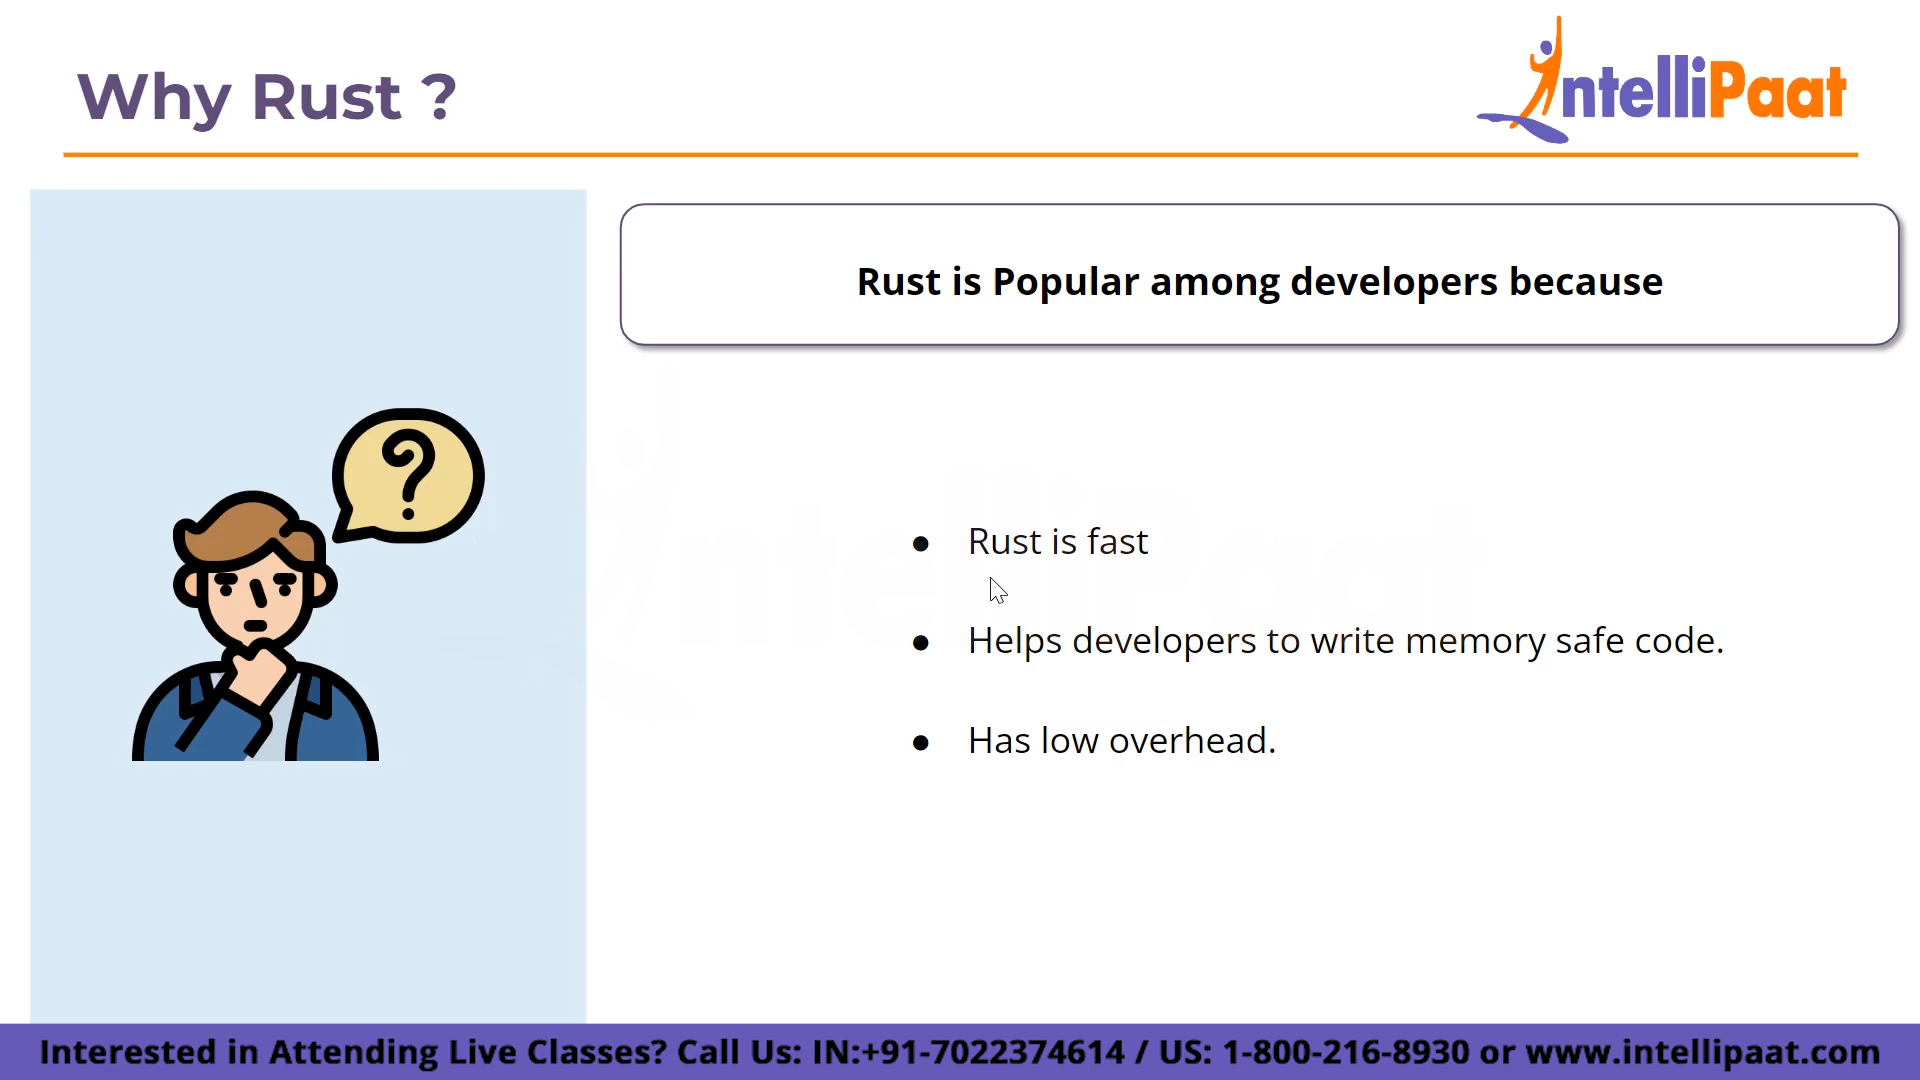 Why Rust ?
IntelliPaat
Rust is Popular among developers because
?
● Rust is fast
● Helps developers to write memory safe code.
● Has low overhead.
Interested in Attending Live Classes? Call Us: IN:+91-7022374614 / US: 1-800-216-8930 or www.intellipaat.com